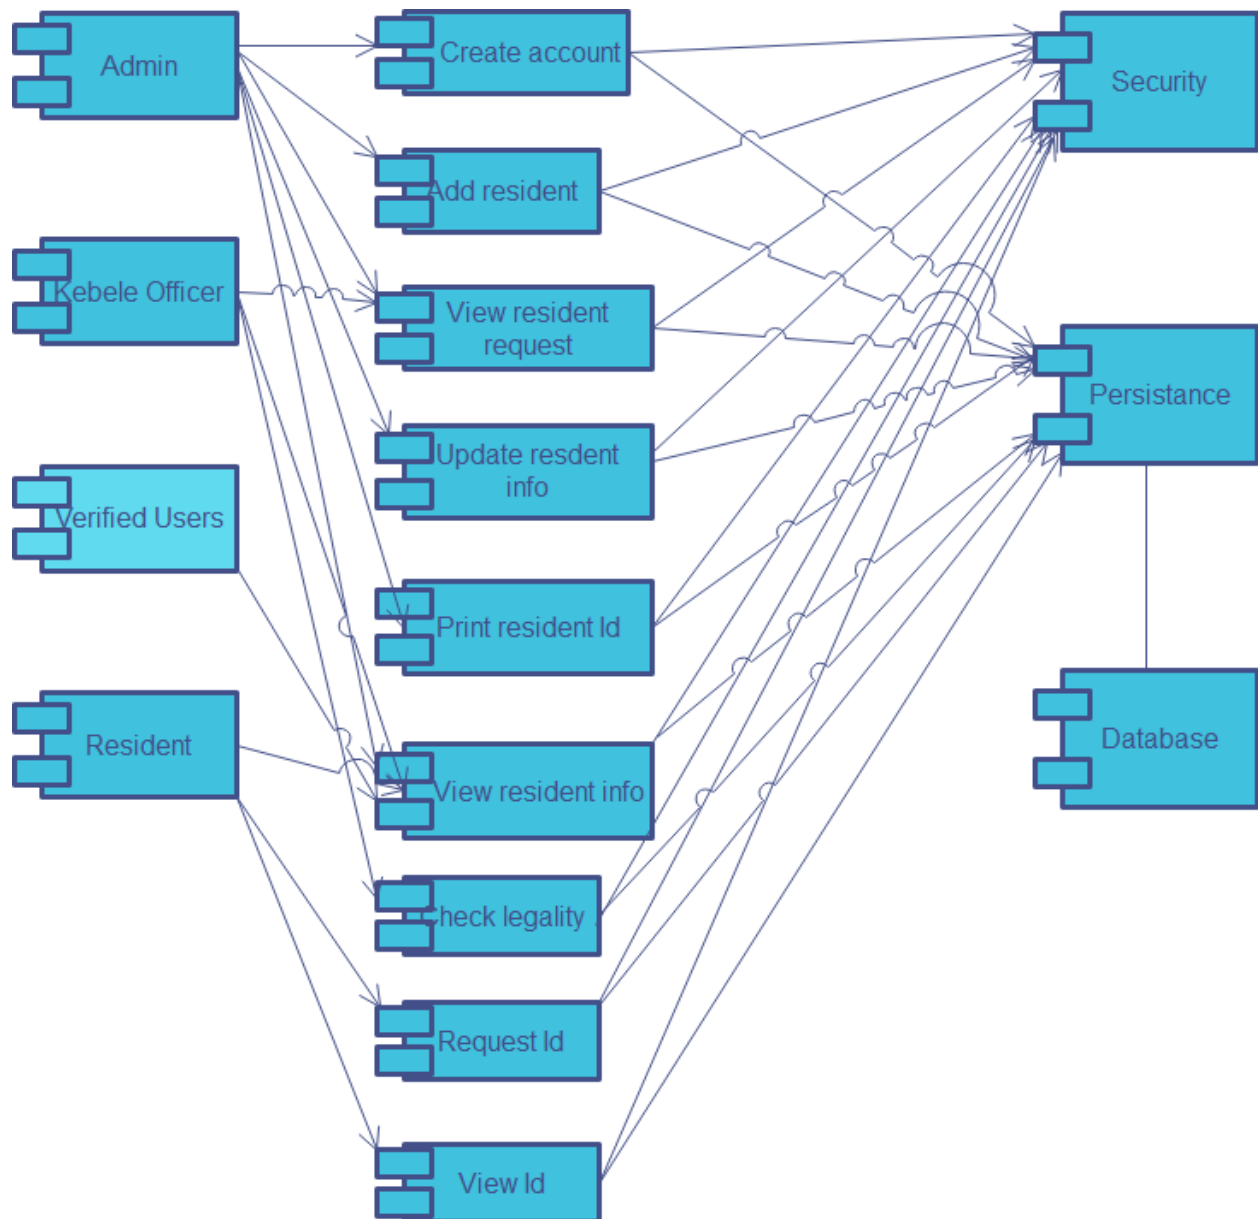 Admin
Create account
Security
Add resident
Kebele Officer
View resident
request
Persistance
Update resdent
info
Verified Users
Print resident Id
Resident
Database
View resident info
Check legality
Request Id
View Id